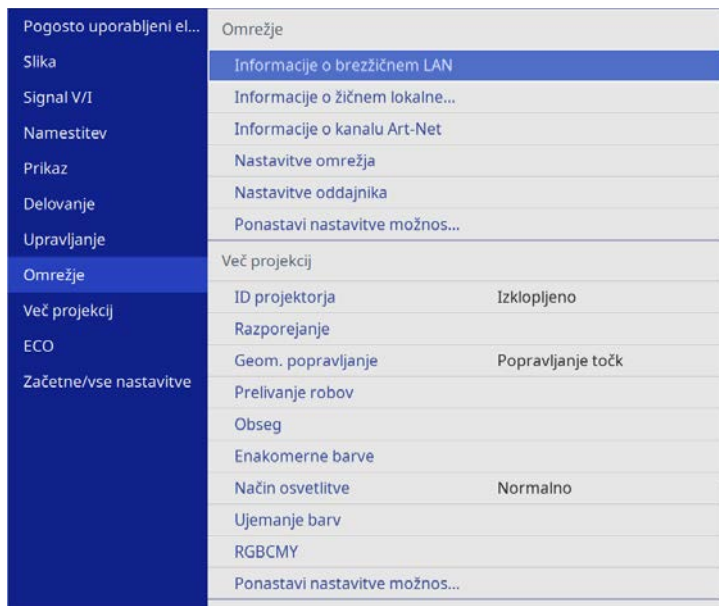 Pogosto uporabljeni el...
Slika
Signal V/I
Namestitev
Prikaz
Delovanje
Upravljanje
Omrežje
Več projekcij
ECO
Začetne/vse nastavitve
Omrežje
Informacije o brezžičnem LAN
Informacije o žičnem lokalne...
Informacije o kanalu Art-Net
Nastavitve omrežja
Nastavitve oddajnika
Ponastavi nastavitve možnos...
Več projekcij
ID projektorja Izklopljeno
Razporejanje
Geom. popravljanje Popravljanje točk
Prelivanje robov
Obseg
Enakomerne barve
Način osvetlitve Normalno
Ujemanje barv
RGBCMY
Ponastavi nastavitve možnos...